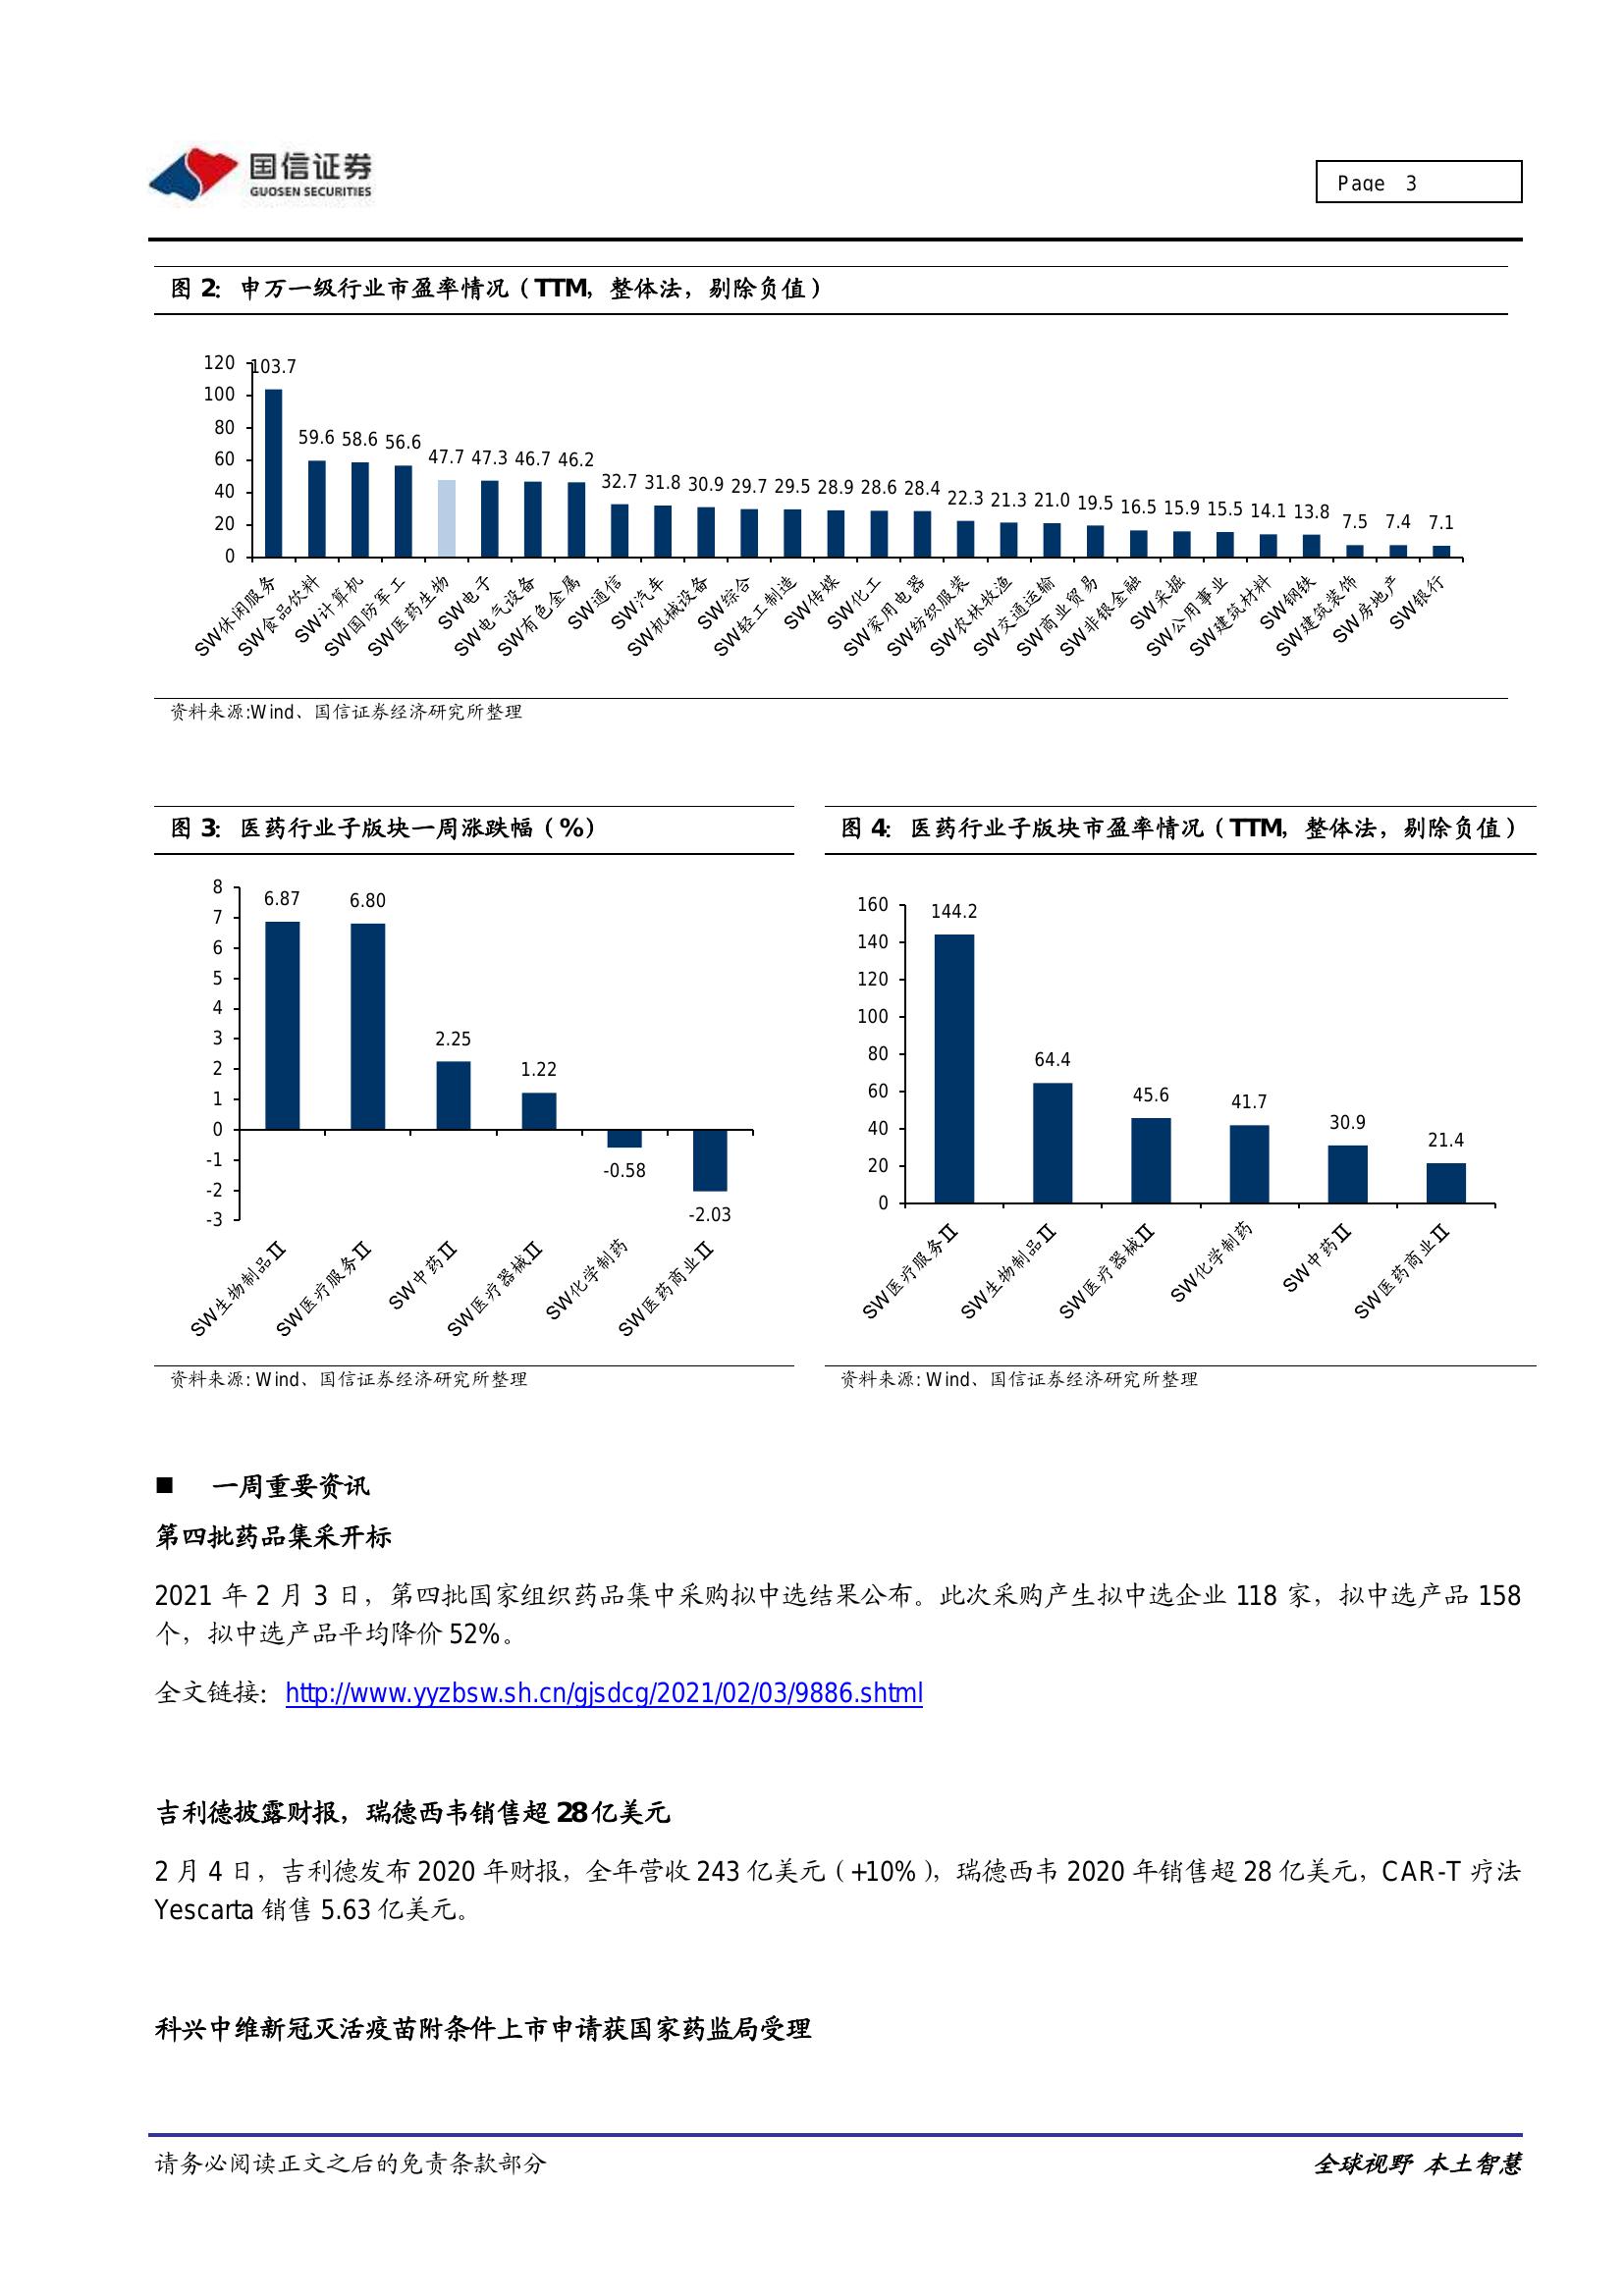 国信证券
GUOSEN SECURITIES
Page 3
图 2：申万一级行业市盈率情况（TTM，整体法，剔除负值）
120
100
80
60
40
20
0
103.7
59.6 58.6 56.6 47.7 47.3 46.7 46.2 32.7 31.8 30.9 29.7 29.5 28.9 28.6 28.4 22.3 21.3 21.0 19.5 16.5 15.9 15.5 14.1 13.8 7.5 7.4 7.1
SW休闲服务
SW食品饮料
SW计算机
SW国防军工
SW医药生物
SW电子
SW电气设备
SW有色金属
SW通信
SW汽车
SW机械设备
SW综合
SW轻工制造
SW传媒
SW化工
SW家用电器
SW纺织服装
SW农林牧渔
SW交通运输
SW商业贸易
SW非银金融
SW采掘
SW公用事业
SW建筑材料
SW钢铁
SW建筑装饰
SW房地产
SW银行
资料来源:Wind、国信证券经济研究所整理
图 3：医药行业子版块一周涨跌幅（%）
8
7
6
5
4
3
2
1
0
-1
-2
-3
6.87
6.80
2.25
1.22
-0.58
-2.03
SW生物制品Ⅱ
SW医疗服务Ⅱ
SW中药Ⅱ
SW医疗器械Ⅱ
SW化学制药
SW医药商业Ⅱ
资料来源: Wind、国信证券经济研究所整理
图 4：医药行业子版块市盈率情况（TTM，整体法，剔除负值）
160
140
120
100
80
60
40
20
0
144.2
64.4
45.6
41.7
30.9
21.4
SW医疗服务Ⅱ
SW生物制品Ⅱ
SW医疗器械Ⅱ
SW化学制药
SW中药Ⅱ
SW医药商业Ⅱ
资料来源: Wind、国信证券经济研究所整理
■ 一周重要资讯
第四批药品集采开标
2021 年 2 月 3 日，第四批国家组织药品集中采购拟中选结果公布。此次采购产生拟中选企业 118 家，拟中选产品 158
个，拟中选产品平均降价 52%。
全文链接：http://www.yyzbsw.sh.cn/gjsdcg/2021/02/03/9886.shtml
吉利德披露财报，瑞德西韦销售超 28 亿美元
2 月 4 日，吉利德发布 2020 年财报，全年营收 243 亿美元（+10%），瑞德西韦 2020 年销售超 28 亿美元，CAR-T 疗法
Yescarta 销售 5.63 亿美元。
科兴中维新冠灭活疫苗附条件上市申请获国家药监局受理
请务必阅读正文之后的免责条款部分
全球视野 本土智慧